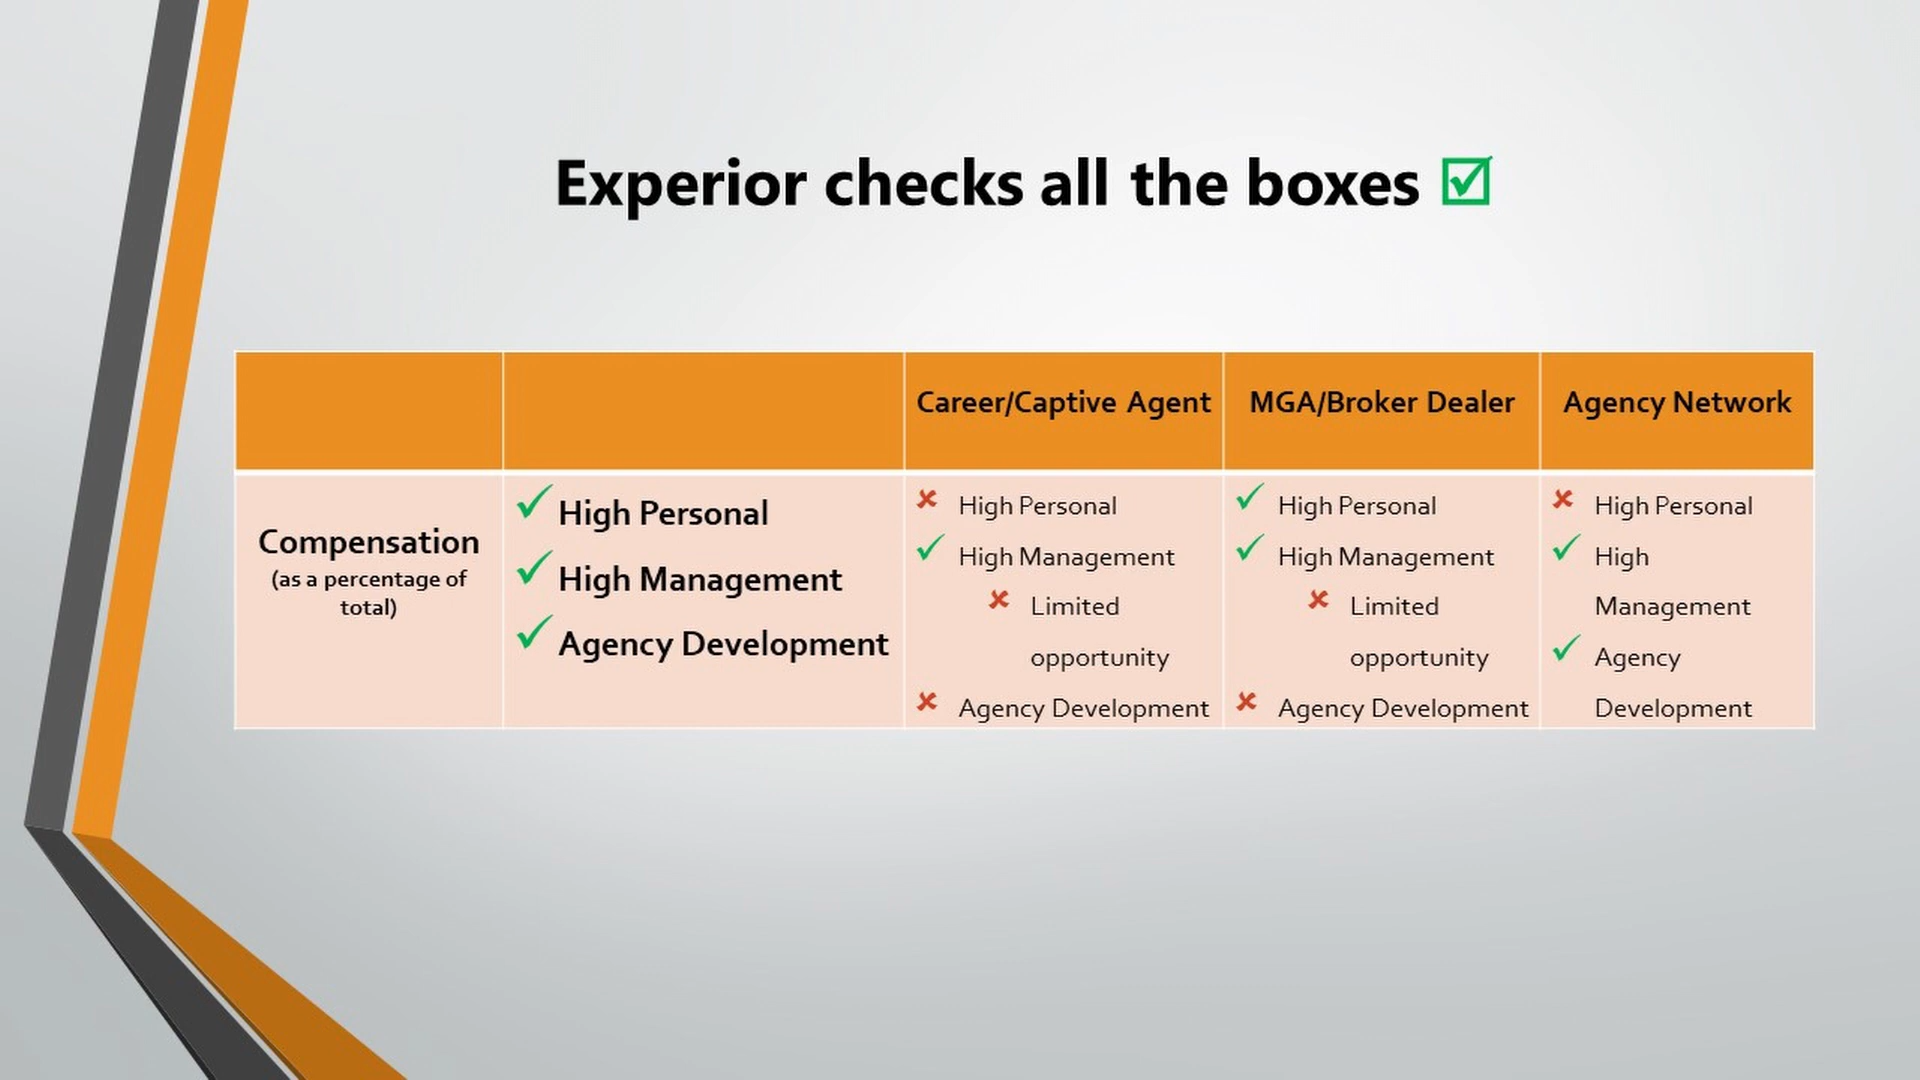 Experior checks all the boxes ☑
Career/Captive Agent
MGA/Broker Dealer
Agency Network
Compensation
(as a percentage of
total)
✓ High Personal
✓ High Management
✓ Agency Development
✘ High Personal
✓ High Management
✘ Limited
opportunity
✘ Agency Development
✓ High Personal
✓ High Management
✘ Limited
opportunity
✘ Agency Development
✘ High Personal
✓ High
Management
✓ Agency
Development